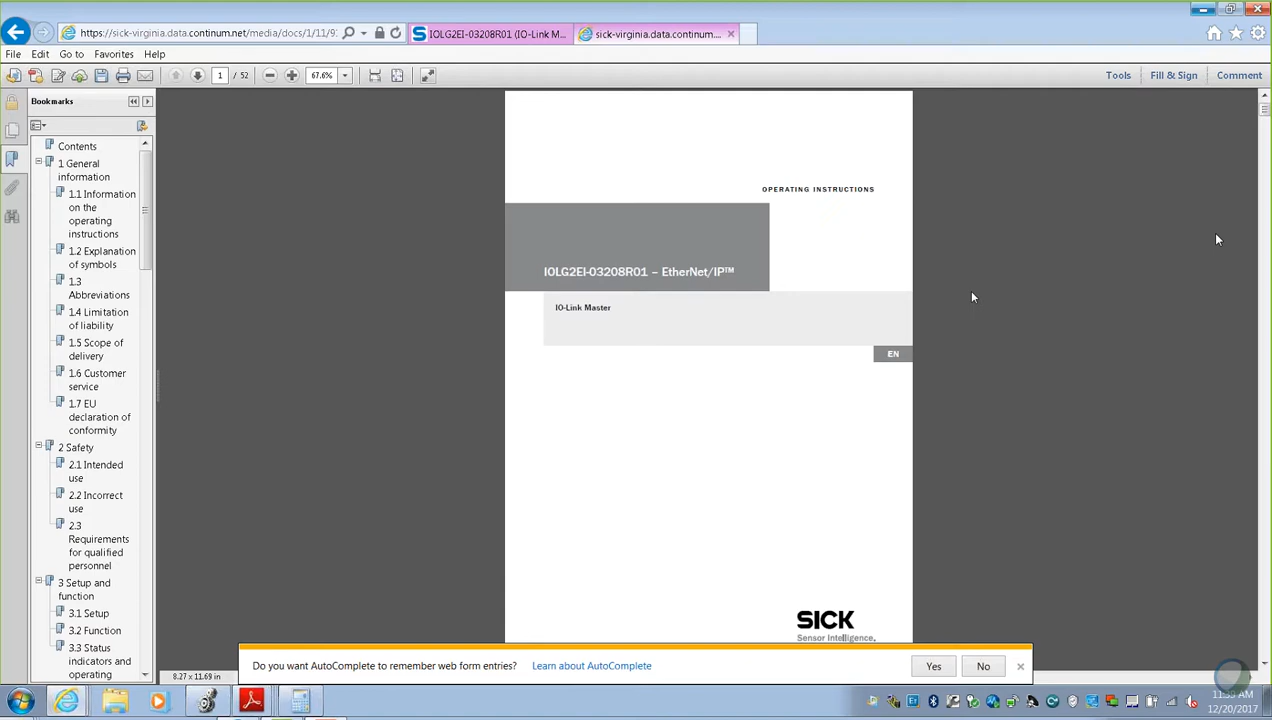 https://sick-virginia.data.continum.net/media/docs/1/11/9
IOLG2EI-03208R01 (IO-Link M...
sick-virginia.data.continum....
File Edit Go to Favorites Help
1 / 52
67.6%
Tools Fill & Sign Comment
Bookmarks
Contents
1 General
information
1.1 Information
on the
operating
instructions
1.2 Explanation
of symbols
1.3
Abbreviations
1.4 Limitation
of liability
1.5 Scope of
delivery
1.6 Customer
service
1.7 EU
declaration of
conformity
2 Safety
2.1 Intended
use
2.2 Incorrect
use
2.3
Requirements
for qualified
personnel
3 Setup and
function
3.1 Setup
3.2 Function
3.3 Status
indicators and
operating
OPERATING INSTRUCTIONS
IOLG2EI-03208R01 – EtherNet/IP™
IO-Link Master
EN
SICK
Sensor Intelligence.
Do you want AutoComplete to remember web form entries? Learn about AutoComplete Yes No
8.27 x 11.69 in
12/20/2017